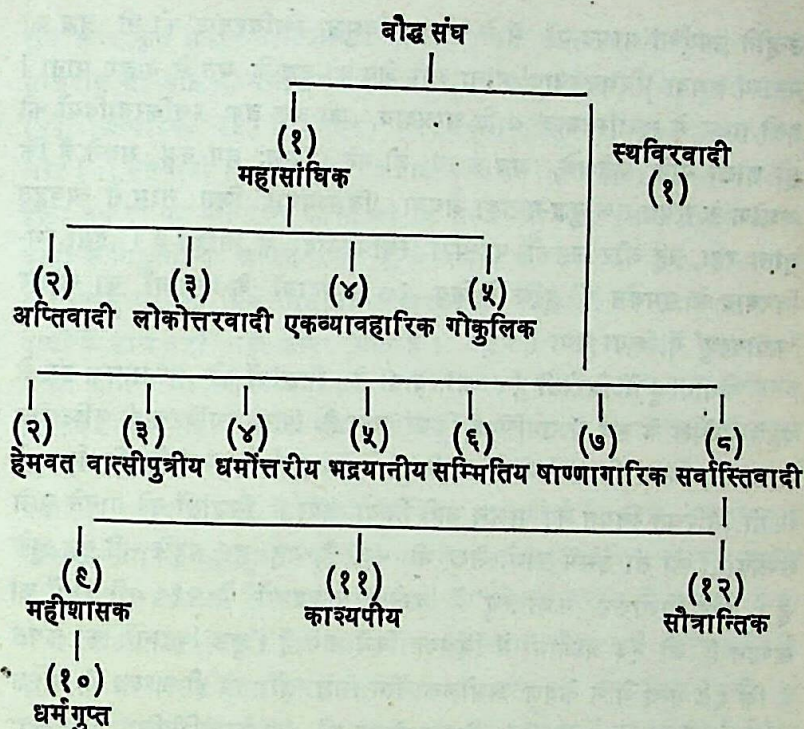 बौद्ध संघ
(१)
महासांघिक
स्थविरवादी
(१)
(२) (३) (४) (५)
अप्तिवादी लोकोत्तरवादी एकव्यावहारिक गोकुलिक
(२) (३) (४) (५) (६) (७) (८)
हेमवत वात्सीपुत्रीय धर्मोत्तरीय भद्रयानीय सम्मितिय षाण्णागारिक सर्वास्तिवादी
(९) (११) (१२)
महीशासक काश्यपीय सौत्रान्तिक
(१०)
धर्मगुप्त